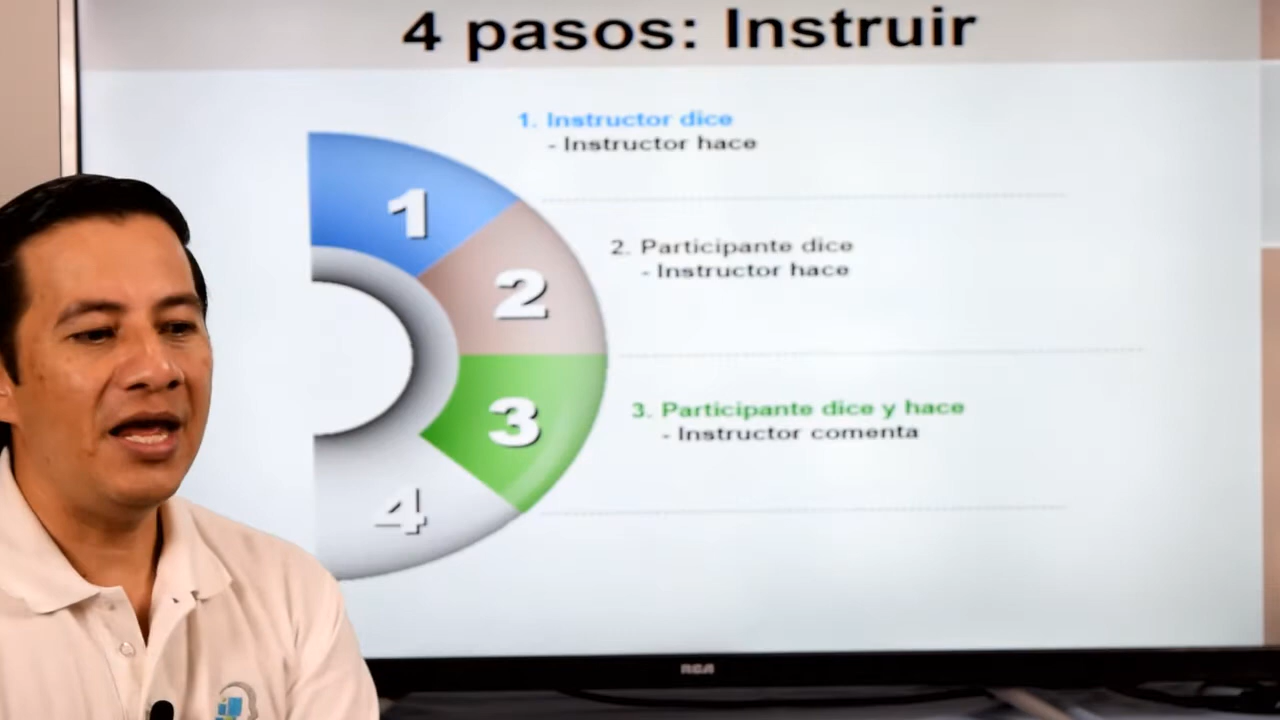 4 pasos: Instruir
1. Instructor dice
- Instructor hace
1
2. Participante dice
- Instructor hace
2
3. Participante dice y hace
- Instructor comenta
3
4
RCA